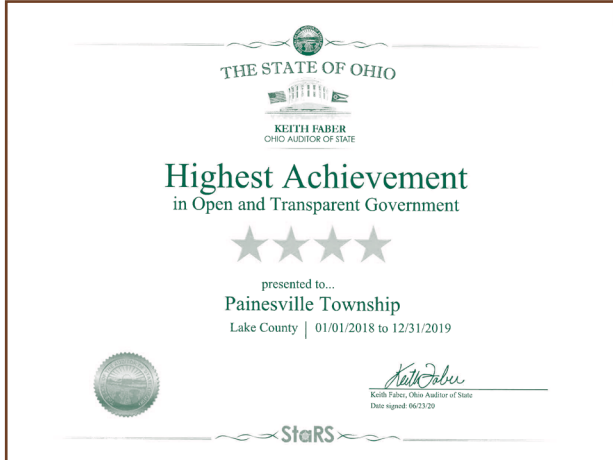 THE STATE OF OHIO
KEITH FABER
OHIO AUDITOR OF STATE
Highest Achievement
in Open and Transparent Government
presented to...
Painesville Township
Lake County | 01/01/2018 to 12/31/2019
Keith Faber
Keith Faber, Ohio Auditor of State
Date signed: 06/23/20
StaRS